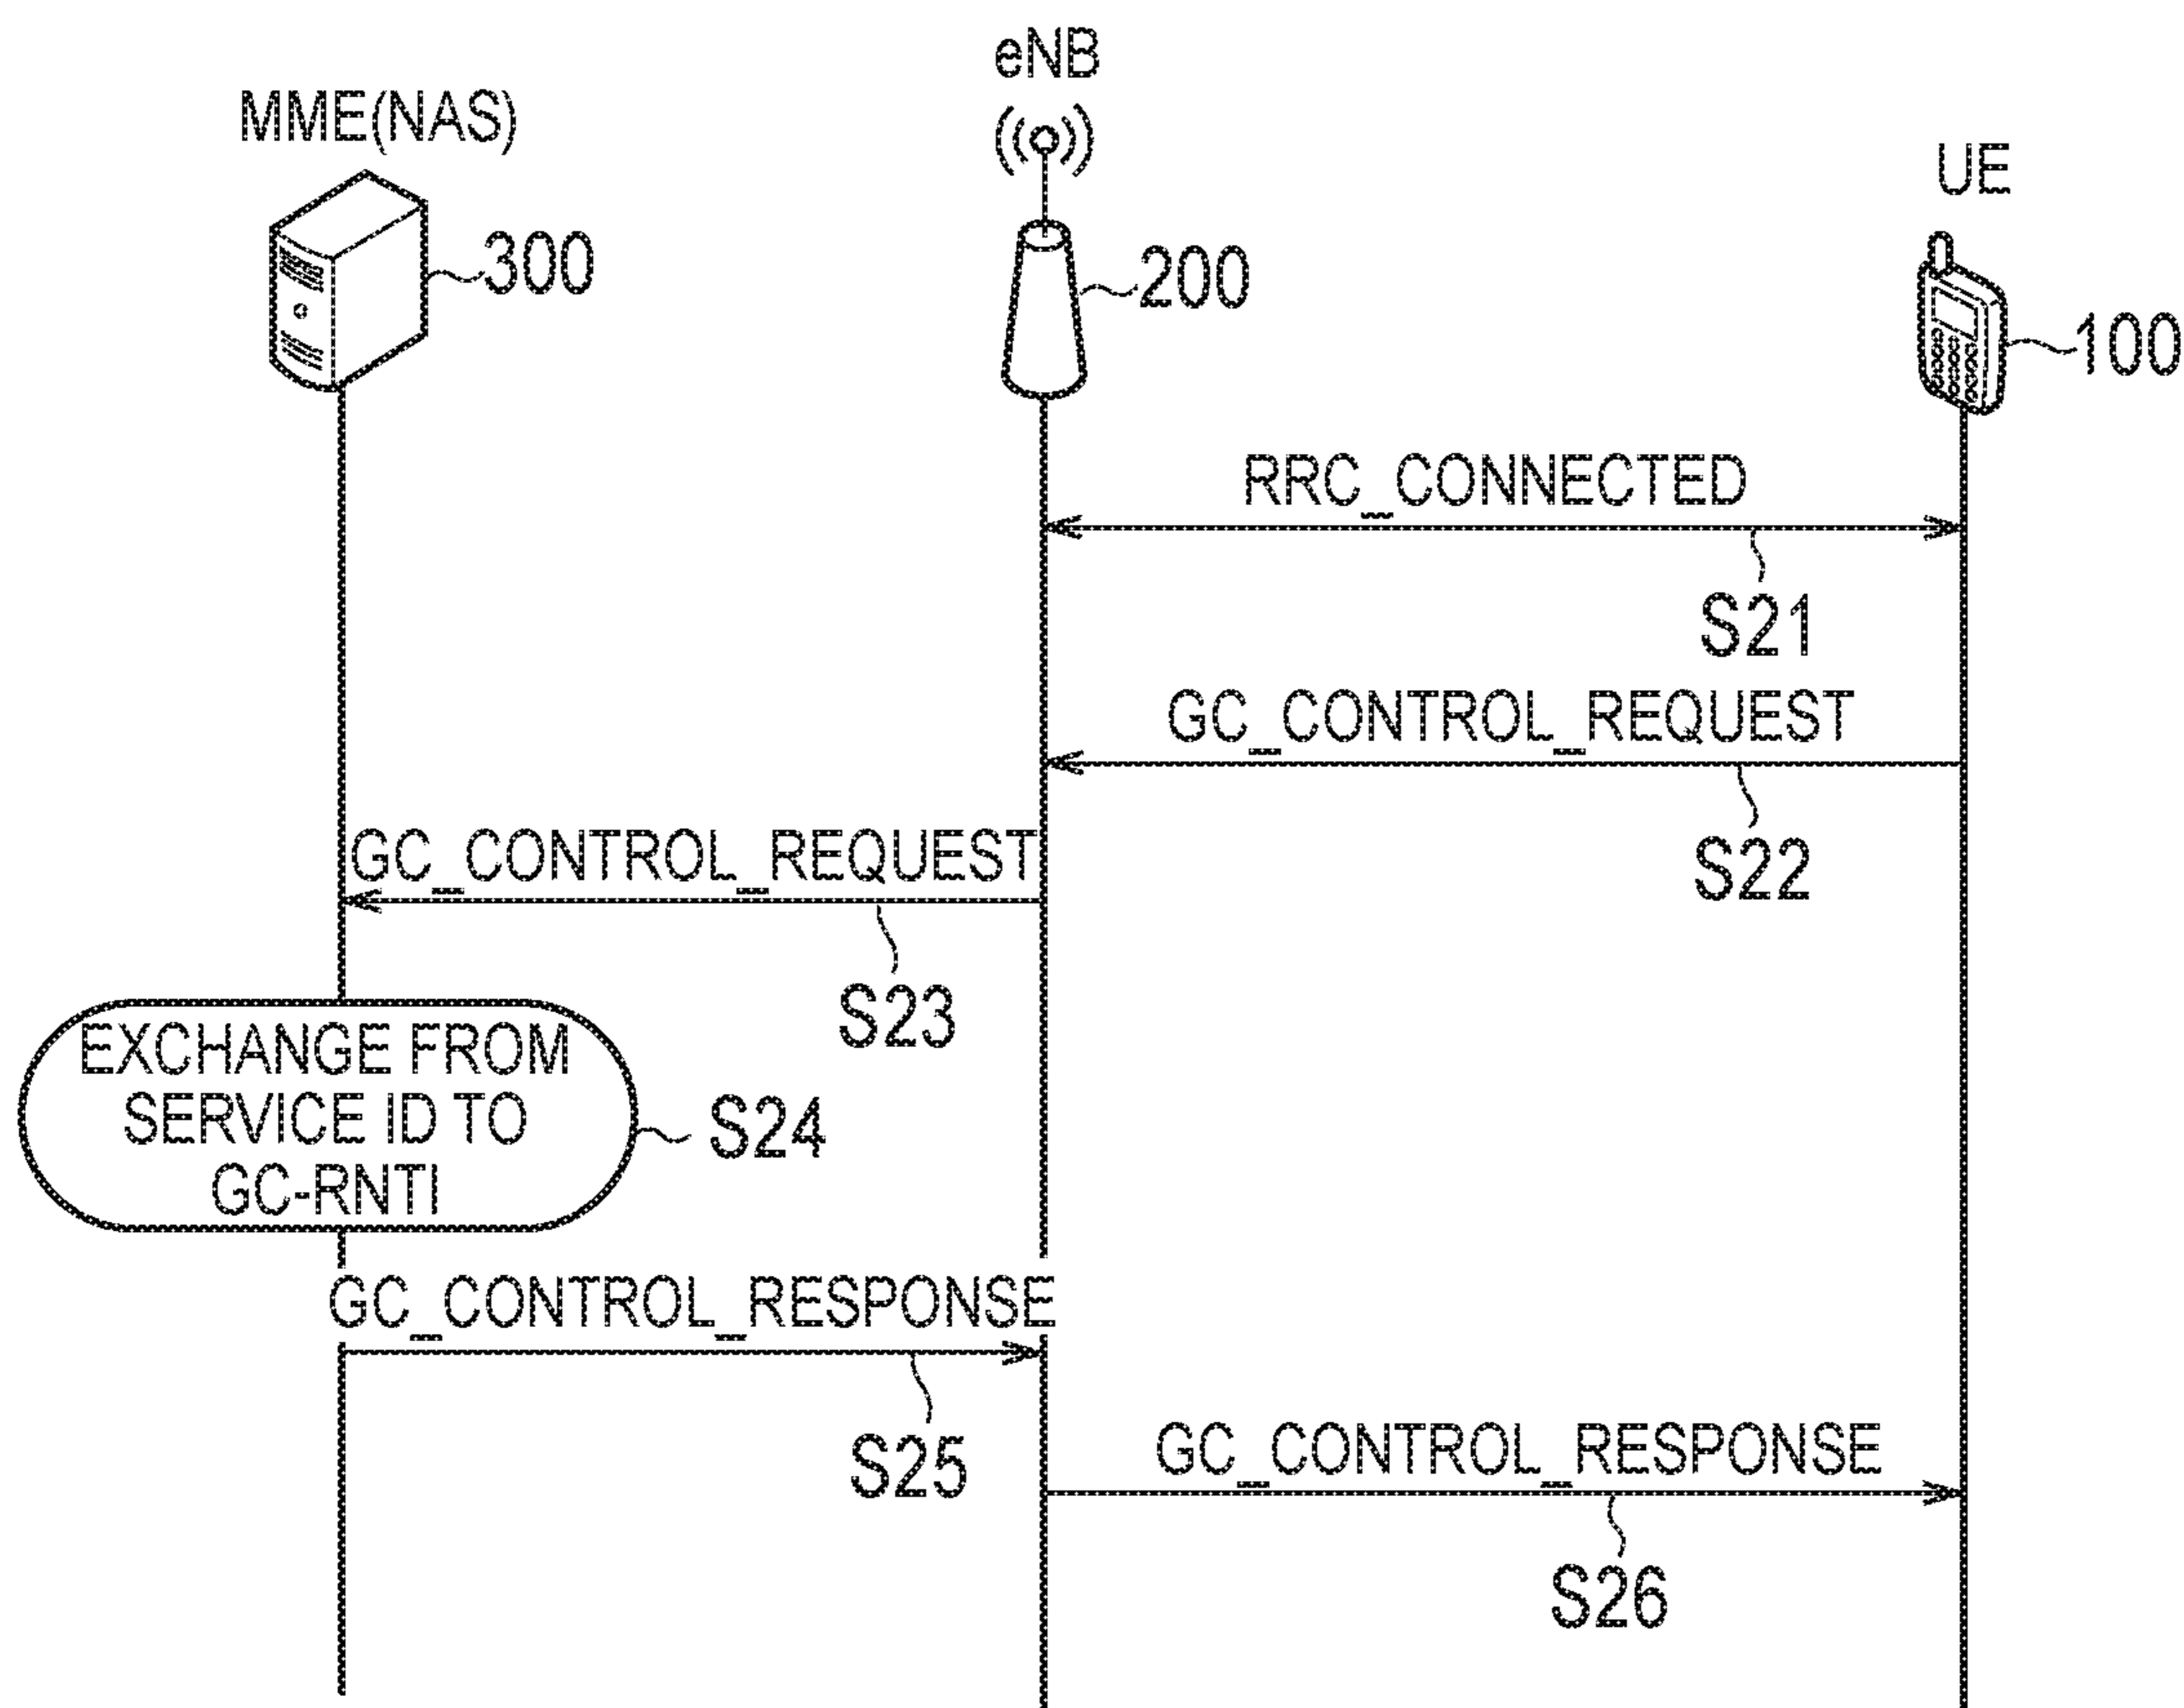 eNB
MME(NAS)
UE
300
200
100
RRC_CONNECTED
S21
GC_CONTROL_REQUEST
S22
GC_CONTROL_REQUEST
S23
EXCHANGE FROM
SERVICE ID TO
GC-RNTI
S24
GC_CONTROL_RESPONSE
S25
GC_CONTROL_RESPONSE
S26